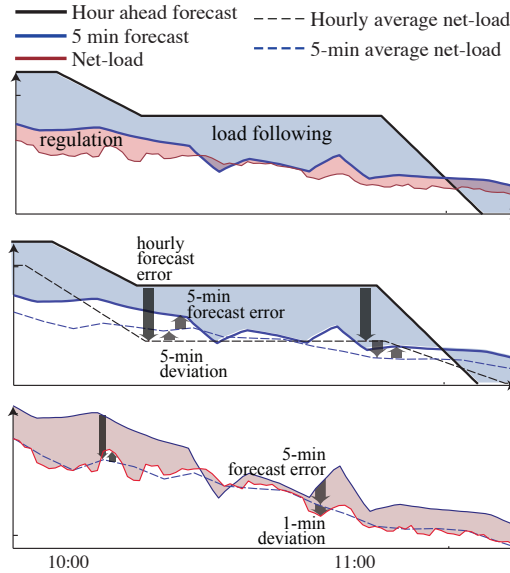 Hour ahead forecast
5 min forecast
Net-load
Hourly average net-load
5-min average net-load
regulation
load following
hourly
forecast
error
5-min
forecast error
5-min
deviation
5-min
forecast error
1-min
deviation
10:00
11:00